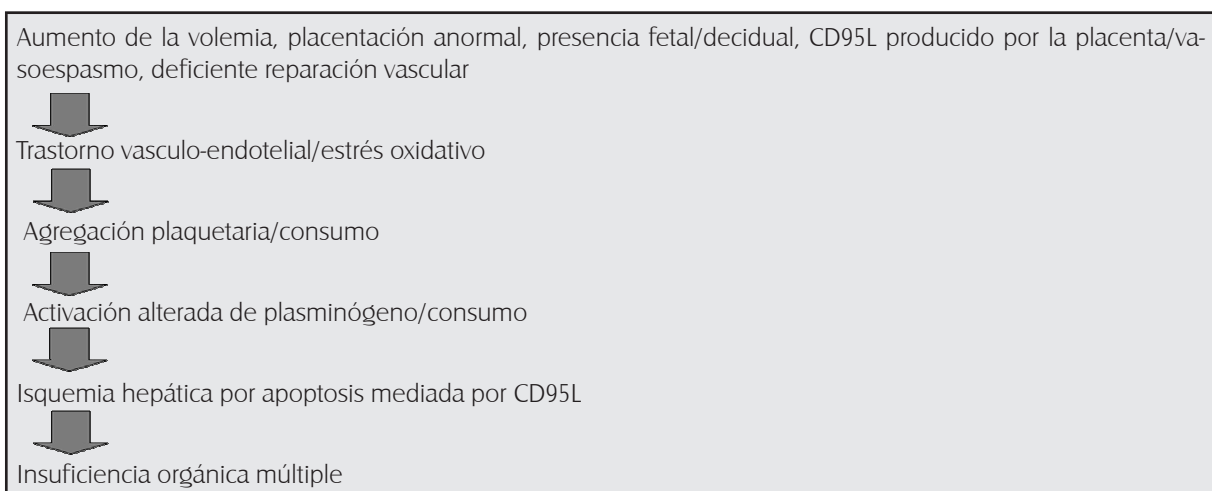 Aumento de la volemia, placentación anormal, presencia fetal/decidual, CD95L producido por la placenta/va-
soespasmo, deficiente reparación vascular
Trastorno vasculo-endotelial/estrés oxidativo
Agregación plaquetaria/consumo
Activación alterada de plasminógeno/consumo
Isquemia hepática por apoptosis mediada por CD95L
Insuficiencia orgánica múltiple